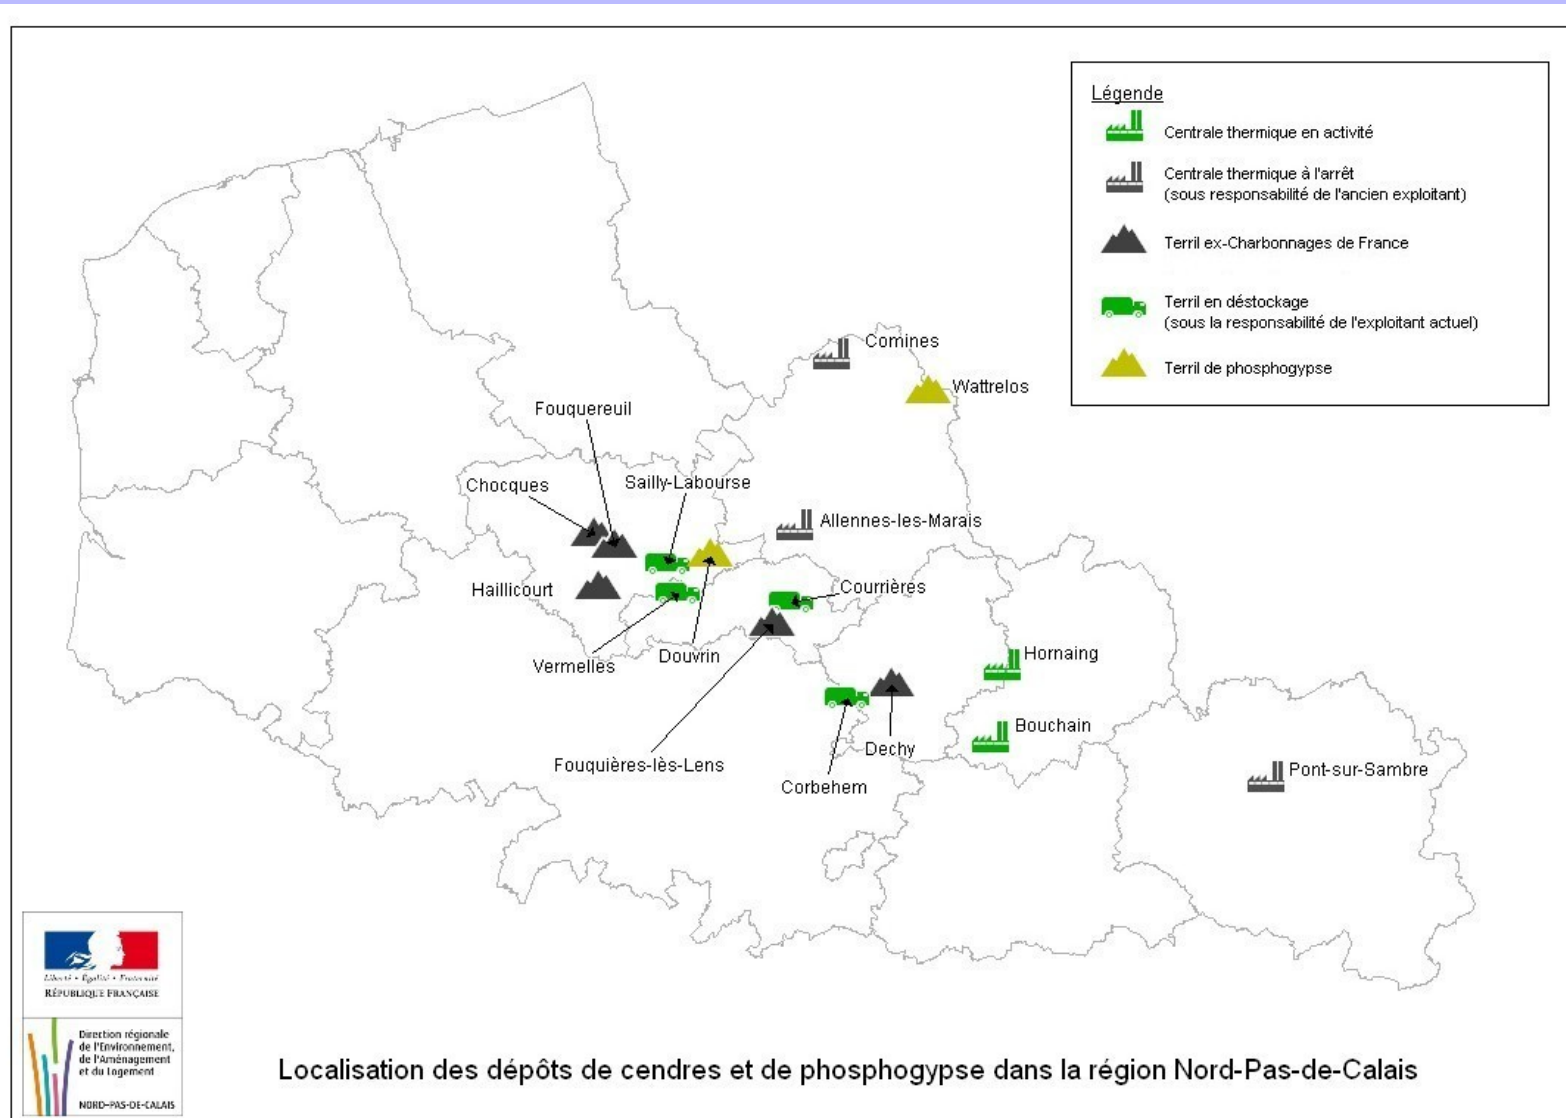 Légende
Centrale thermique en activité
Centrale thermique à l'arrêt
(sous responsabilité de l'ancien exploitant)
Terril ex-Charbonnages de France
Terril en déstockage
(sous la responsabilité de l'exploitant actuel)
Terril de phosphogypse
Comines
Wattrelos
Fouquereuil
Chocques
Sailly-Labourse
Allennes-les-Marais
Haillicourt
Courrières
Vermelles
Douvrin
Hornaing
Bouchain
Dechy
Fouquières-lès-Lens
Corbehem
Pont-sur-Sambre
Liberté • Égalité • Fraternité
RÉPUBLIQUE FRANÇAISE
Direction régionale
de l'Environnement,
de l'Aménagement
et du Logement
NORD-PAS-DE-CALAIS
Localisation des dépôts de cendres et de phosphogypse dans la région Nord-Pas-de-Calais